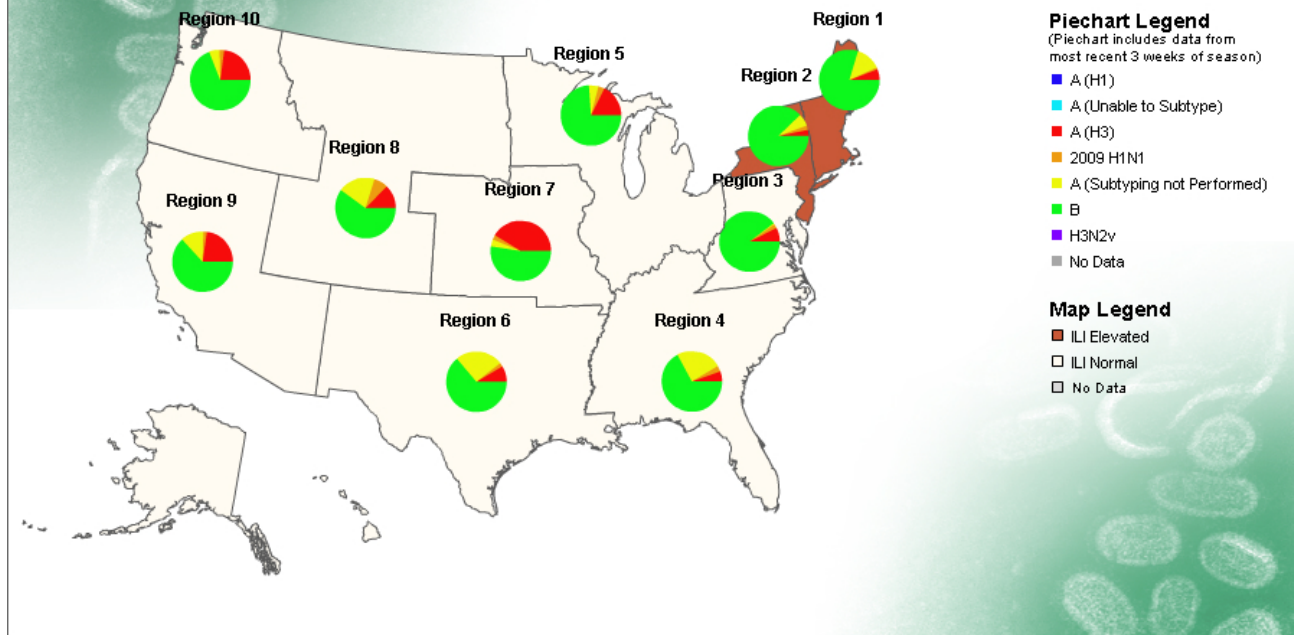 Region 10
Region 1
Region 5
Region 2
Region 8
Region 3
Region 7
Region 9
Region 6
Region 4
Piechart Legend
(Piechart includes data from
most recent 3 weeks of season)
A (H1)
A (Unable to Subtype)
A (H3)
2009 H1N1
A (Subtyping not Performed)
B
H3N2v
No Data
Map Legend
ILI Elevated
ILI Normal
No Data